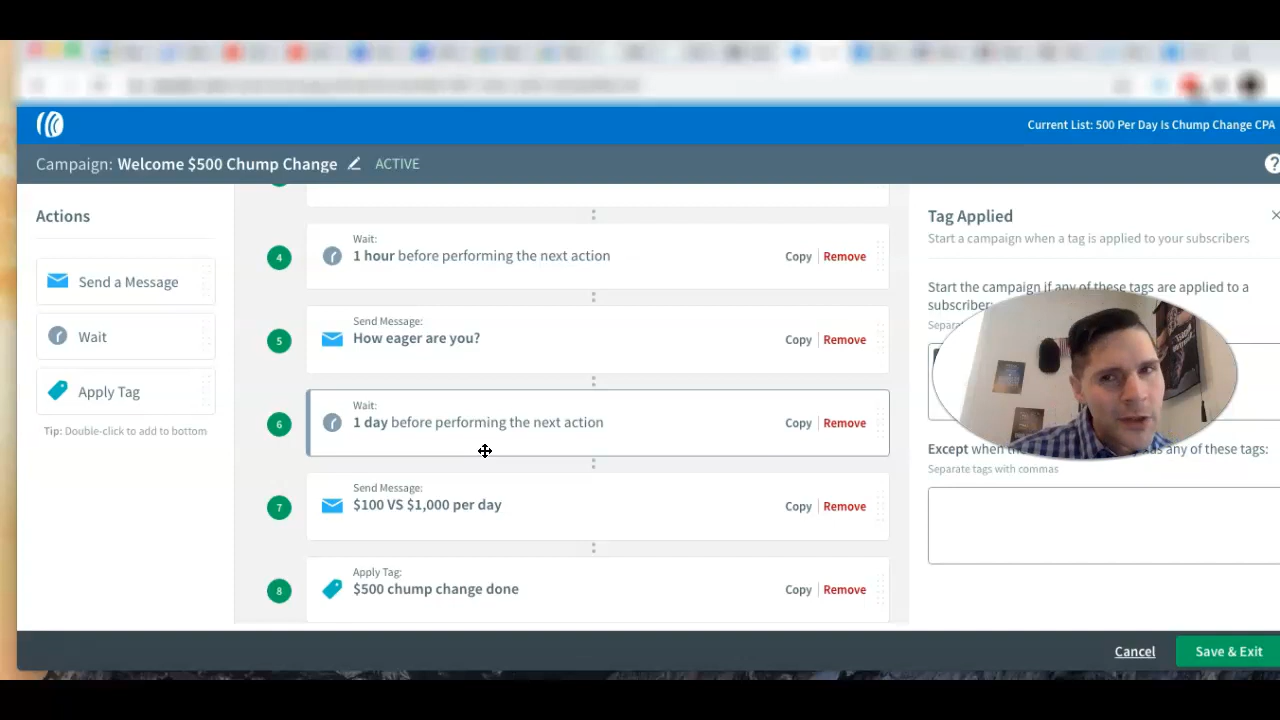 Current List: 500 Per Day Is Chump Change CPA
Campaign: Welcome $500 Chump Change ACTIVE
?
Actions
Send a Message
Wait
Apply Tag
Tip: Double-click to add to bottom
4
Wait:
1 hour before performing the next action
Copy | Remove
5
Send Message:
How eager are you?
Copy | Remove
6
Wait:
1 day before performing the next action
Copy | Remove
7
Send Message:
$100 VS $1,000 per day
Copy | Remove
8
Apply Tag:
$500 chump change done
Copy | Remove
Tag Applied
Start a campaign when a tag is applied to your subscribers
Start the campaign if any of these tags are applied to a
subscriber:
Except when any of these tags:
Separate tags with commas
Cancel
Save & Exit